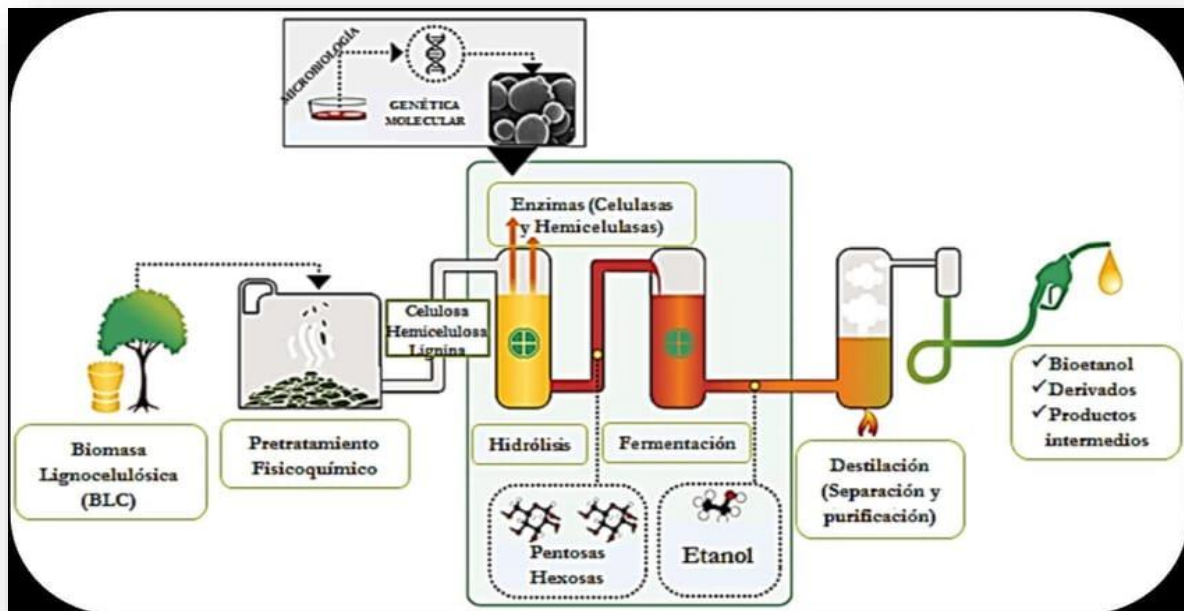 MICROBIOLOGÍA
GENÉTICA
MOLECULAR
Enzimas (Celulasas
y Hemicelulasas)
Celulosa
Hemicelulosa
Lignina
Biomasa
Lignocelulósica
(BLC)
Pretratamiento
Fisicoquímico
Hidrólisis
Fermentación
Pentosas
Hexosas
Etanol
Destilación
(Separación y
purificación)
✓Bioetanol
✓Derivados
✓Productos
intermedios